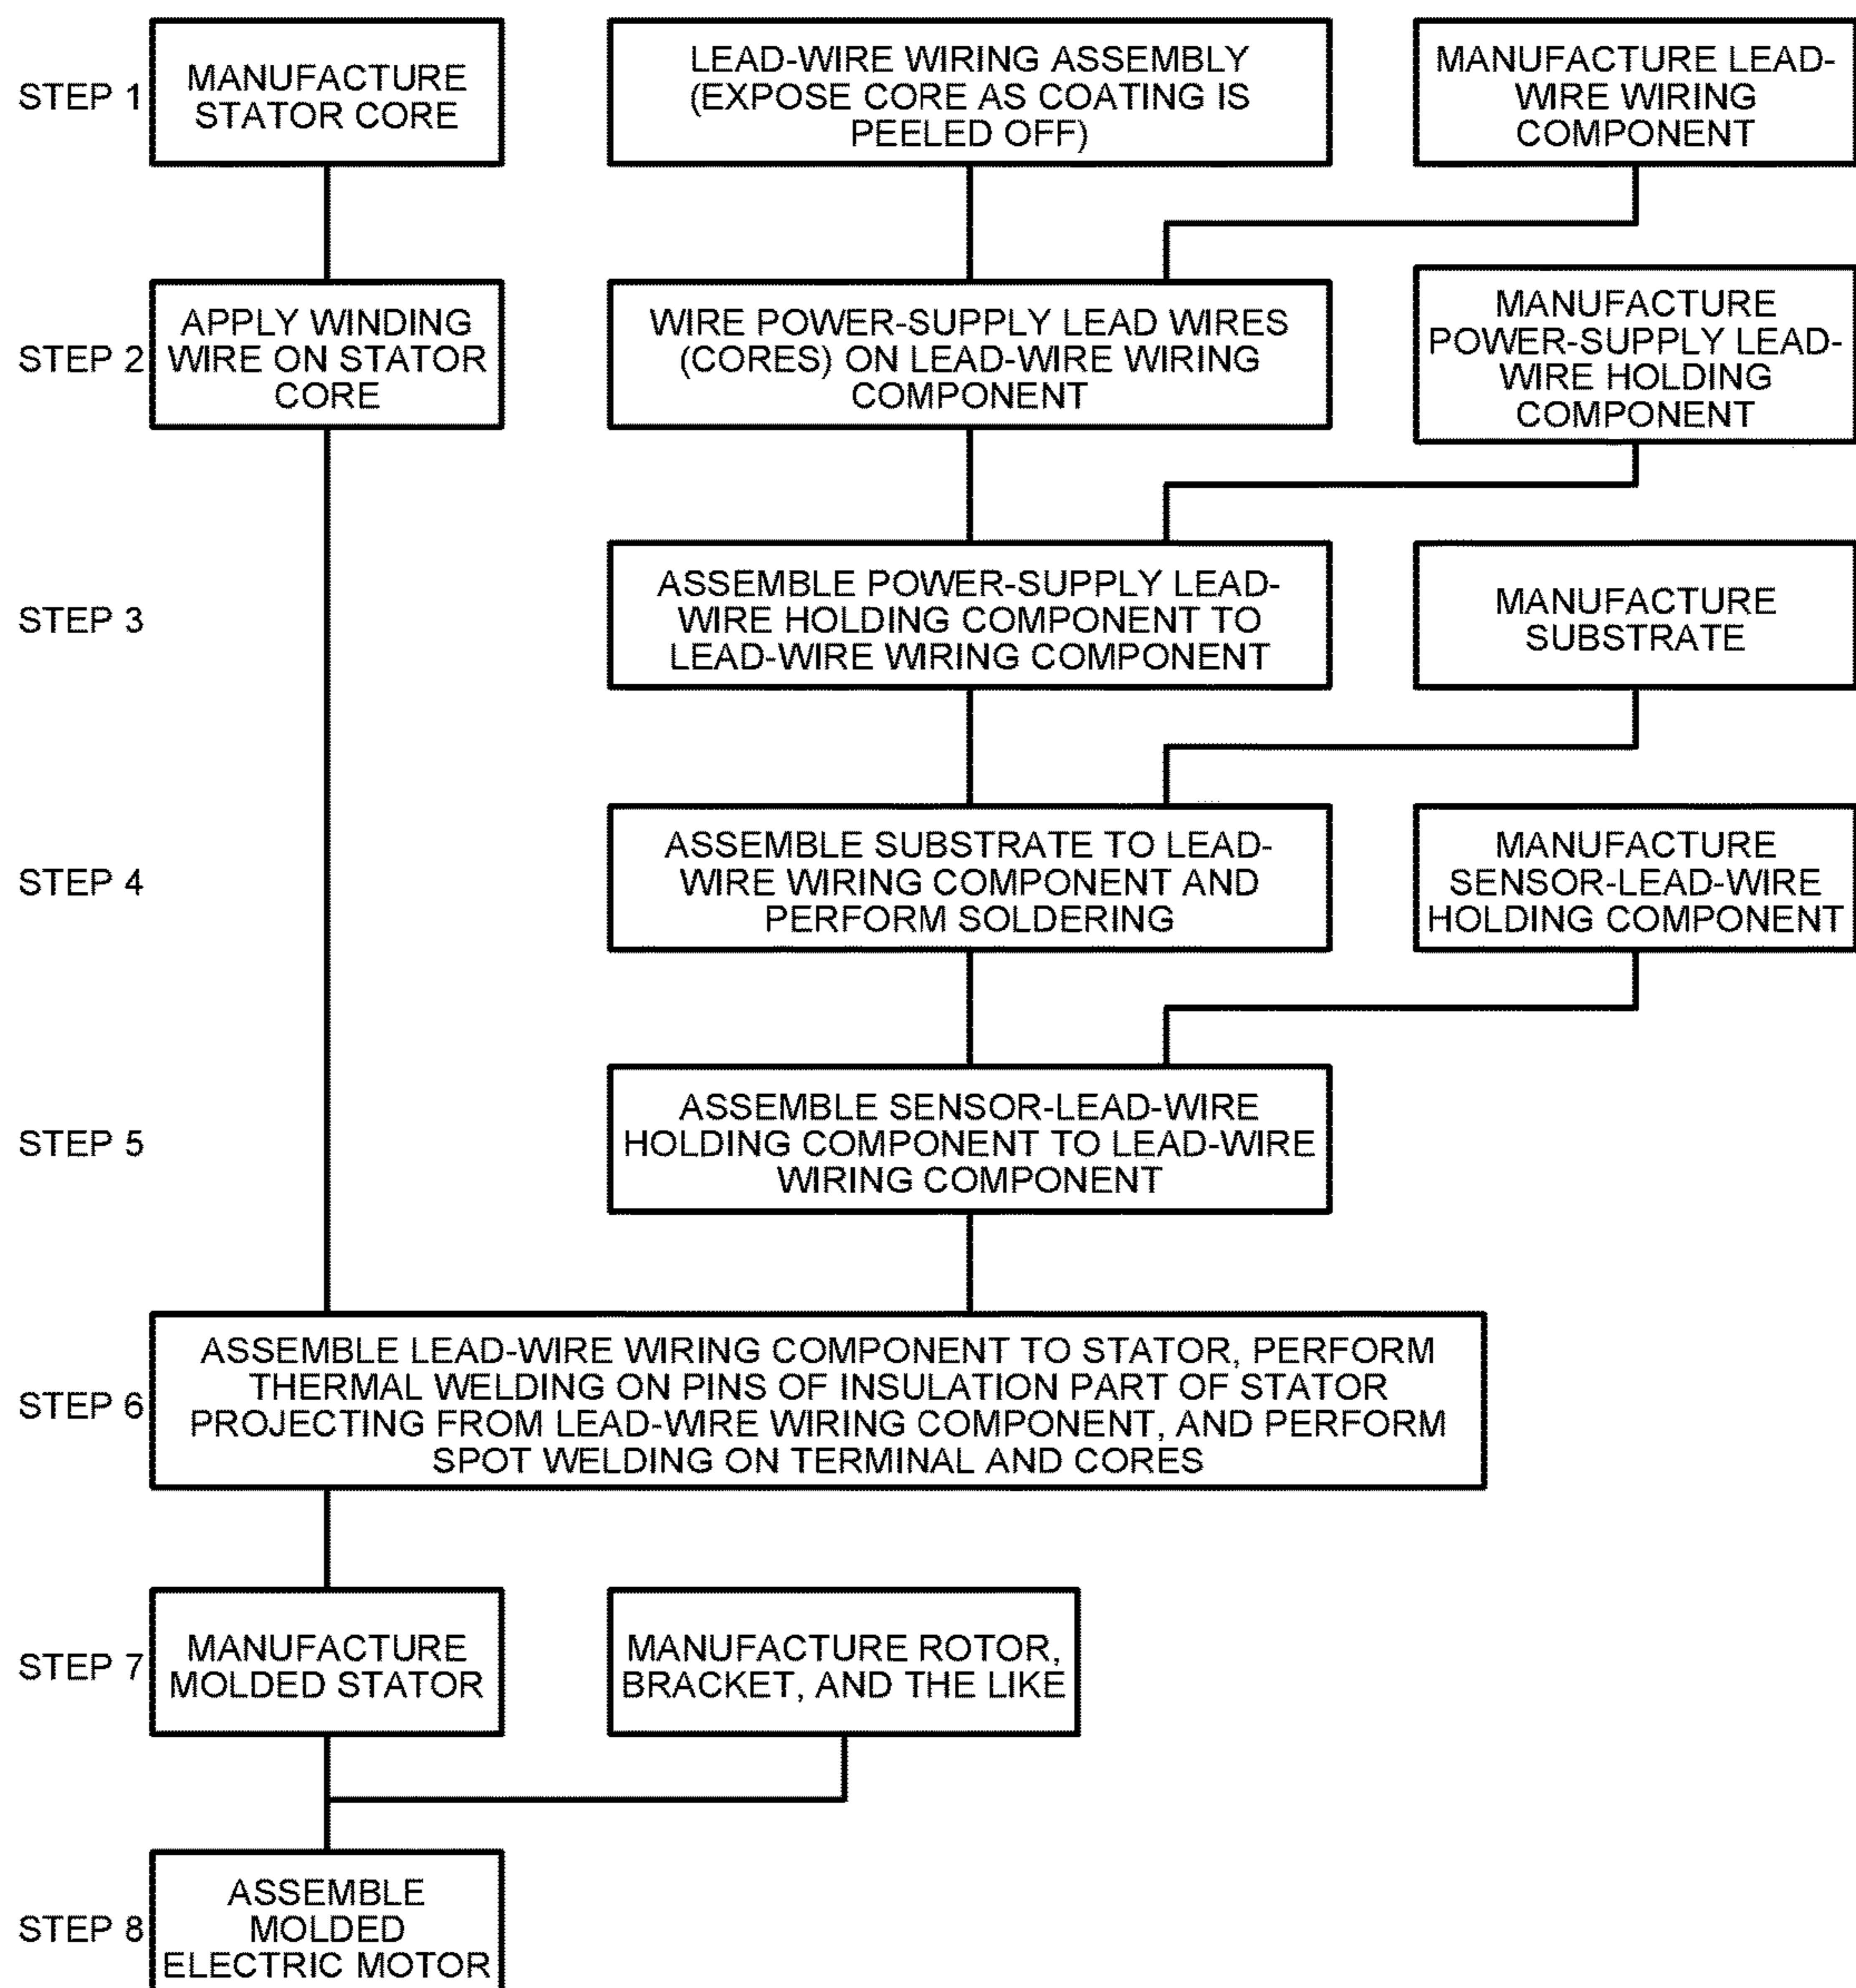 STEP 1
MANUFACTURE
STATOR CORE
LEAD-WIRE WIRING ASSEMBLY
(EXPOSE CORE AS COATING IS
PEELED OFF)
MANUFACTURE LEAD-
WIRE WIRING
COMPONENT
STEP 2
APPLY WINDING
WIRE ON STATOR
CORE
WIRE POWER-SUPPLY LEAD WIRES
(CORES) ON LEAD-WIRE WIRING
COMPONENT
MANUFACTURE
POWER-SUPPLY LEAD-
WIRE HOLDING
COMPONENT
STEP 3
ASSEMBLE POWER-SUPPLY LEAD-
WIRE HOLDING COMPONENT TO
LEAD-WIRE WIRING COMPONENT
MANUFACTURE
SUBSTRATE
STEP 4
ASSEMBLE SUBSTRATE TO LEAD-
WIRE WIRING COMPONENT AND
PERFORM SOLDERING
MANUFACTURE
SENSOR-LEAD-WIRE
HOLDING COMPONENT
STEP 5
ASSEMBLE SENSOR-LEAD-WIRE
HOLDING COMPONENT TO LEAD-WIRE
WIRING COMPONENT
STEP 6
ASSEMBLE LEAD-WIRE WIRING COMPONENT TO STATOR, PERFORM
THERMAL WELDING ON PINS OF INSULATION PART OF STATOR
PROJECTING FROM LEAD-WIRE WIRING COMPONENT, AND PERFORM
SPOT WELDING ON TERMINAL AND CORES
STEP 7
MANUFACTURE
MOLDED STATOR
MANUFACTURE ROTOR,
BRACKET, AND THE LIKE
STEP 8
ASSEMBLE
MOLDED
ELECTRIC MOTOR